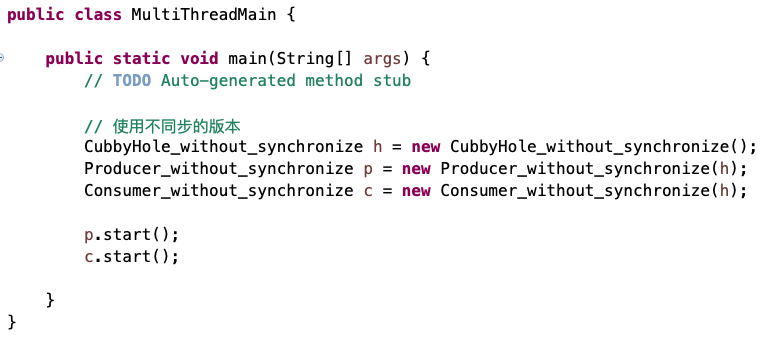 public class MultiThreadMain {
public static void main(String[] args) {
// TODO Auto-generated method stub
// 使用不同步的版本
CubbyHole_without_synchronize h = new CubbyHole_without_synchronize();
Producer_without_synchronize p = new Producer_without_synchronize(h);
Consumer_without_synchronize c = new Consumer_without_synchronize(h);
p.start();
c.start();
}
}